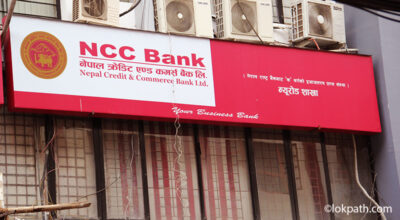 NCC Bank
नेपाल क्रेडिट एण्ड कमर्स बैंक लि.
Nepal Credit & Commerce Bank Ltd.
न्यूरोड शाखा
Your Business Bank
©lokpath.com